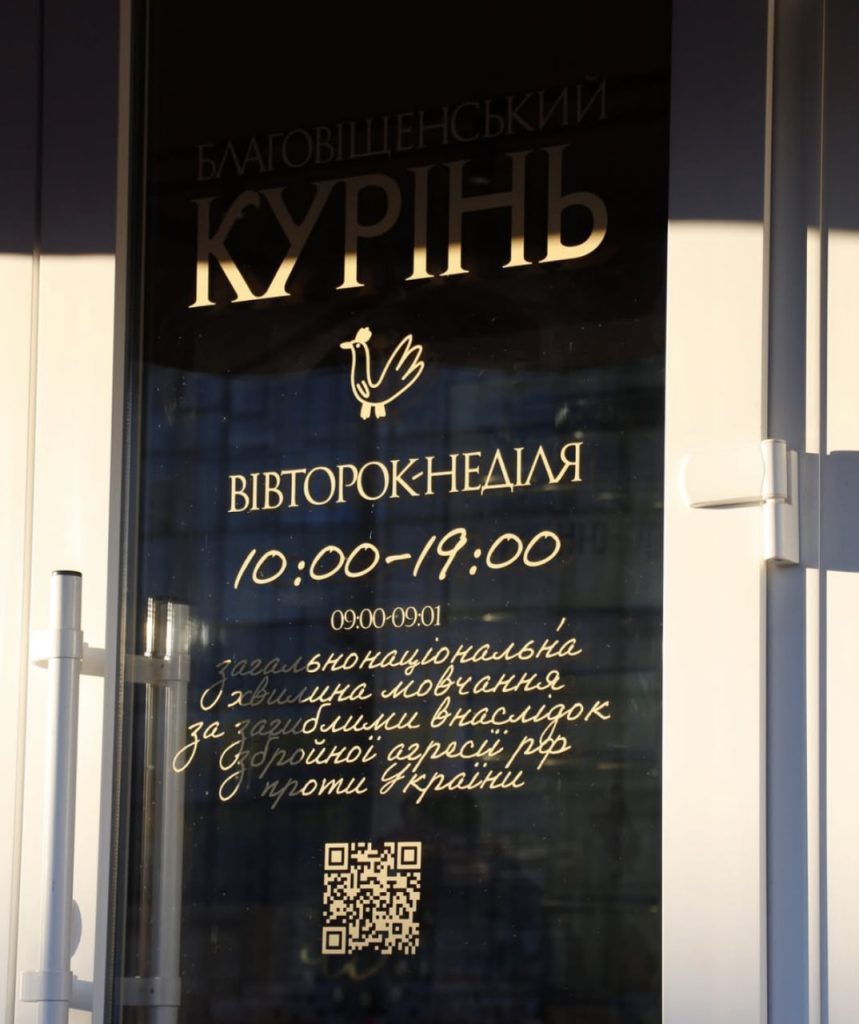 БЛАГОВІЩЕНСЬКИЙ
КУРІНЬ
ВІВТОРОК-НЕДІЛЯ
10:00-19:00
09:00-09:01
загальнонаціональна
хвилина мовчання
за загиблими внаслідок
збройної агресії рф
проти України